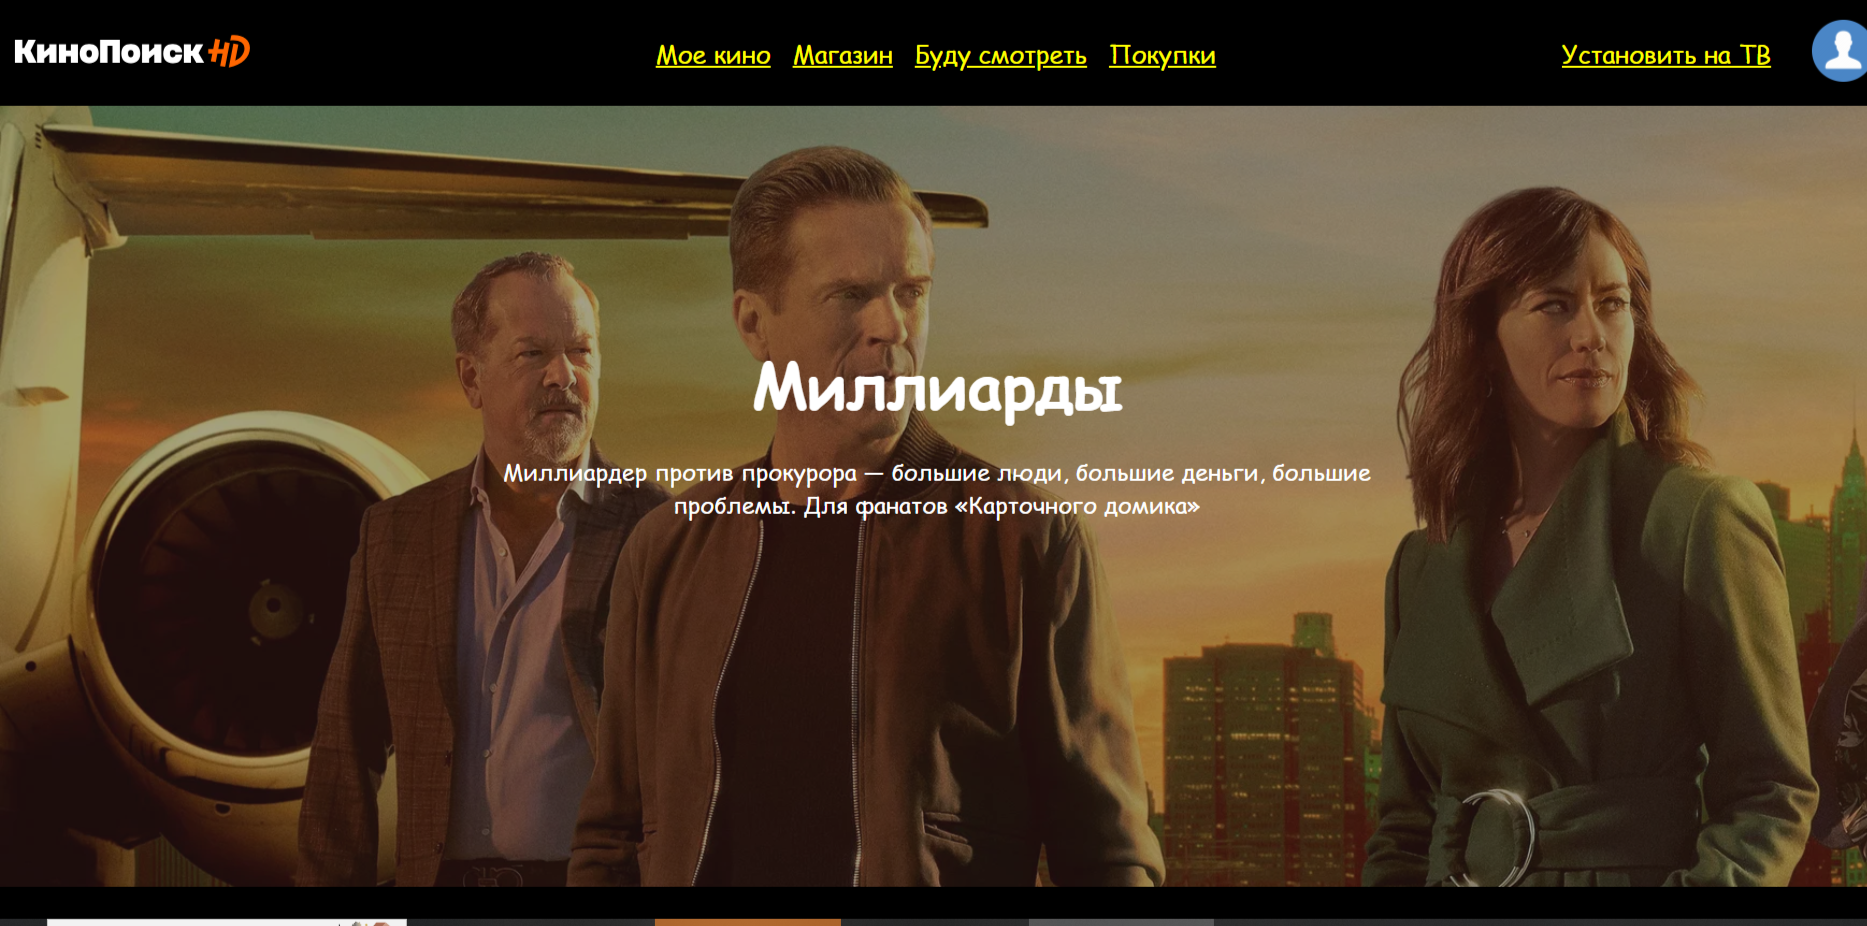 КиноПоиск HD
Мое кино Магазин Буду смотреть Покупки
Установить на ТВ
Миллиарды
Миллиардер против прокурора — большие люди, большие деньги, большие
проблемы. Для фанатов «Карточного домика»